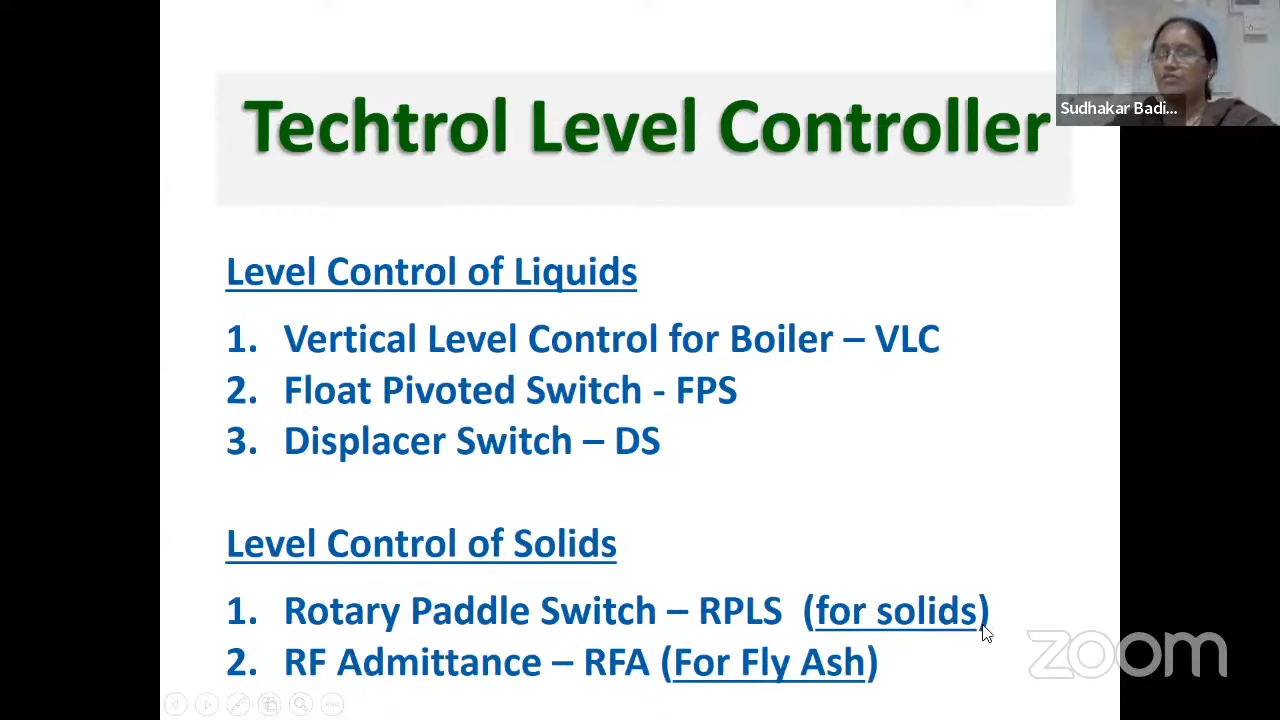 Techtrol Level Controller
Sudhakar Badi...
Level Control of Liquids
1. Vertical Level Control for Boiler – VLC
2. Float Pivoted Switch - FPS
3. Displacer Switch – DS
Level Control of Solids
1. Rotary Paddle Switch – RPLS (for solids)
2. RF Admittance – RFA (For Fly Ash)
zoom